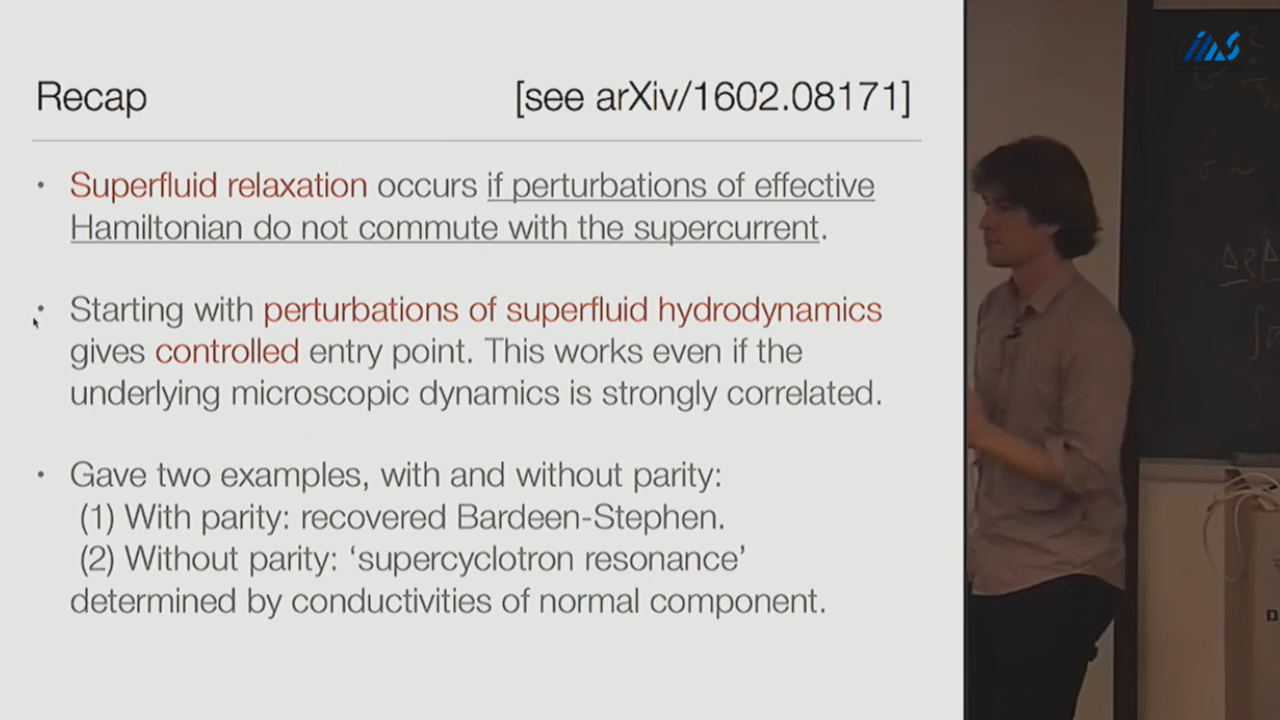 Recap
[see arXiv/1602.08171]
• Superfluid relaxation occurs if perturbations of effective
Hamiltonian do not commute with the supercurrent.
• Starting with perturbations of superfluid hydrodynamics
gives controlled entry point. This works even if the
underlying microscopic dynamics is strongly correlated.
• Gave two examples, with and without parity:
(1) With parity: recovered Bardeen-Stephen.
(2) Without parity: ‘supercyclotron resonance’
determined by conductivities of normal component.